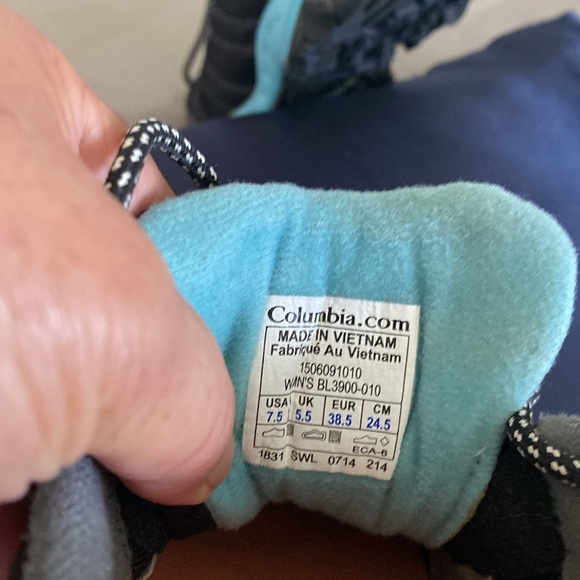 Columbia.com
MADE IN VIETNAM
Fabriqué Au Vietnam
1506091010
WMN'S BL3900-010
USA UK EUR CM
7.5 5.5 38.5 24.5
ECA-6
1831 SWL 0714 214